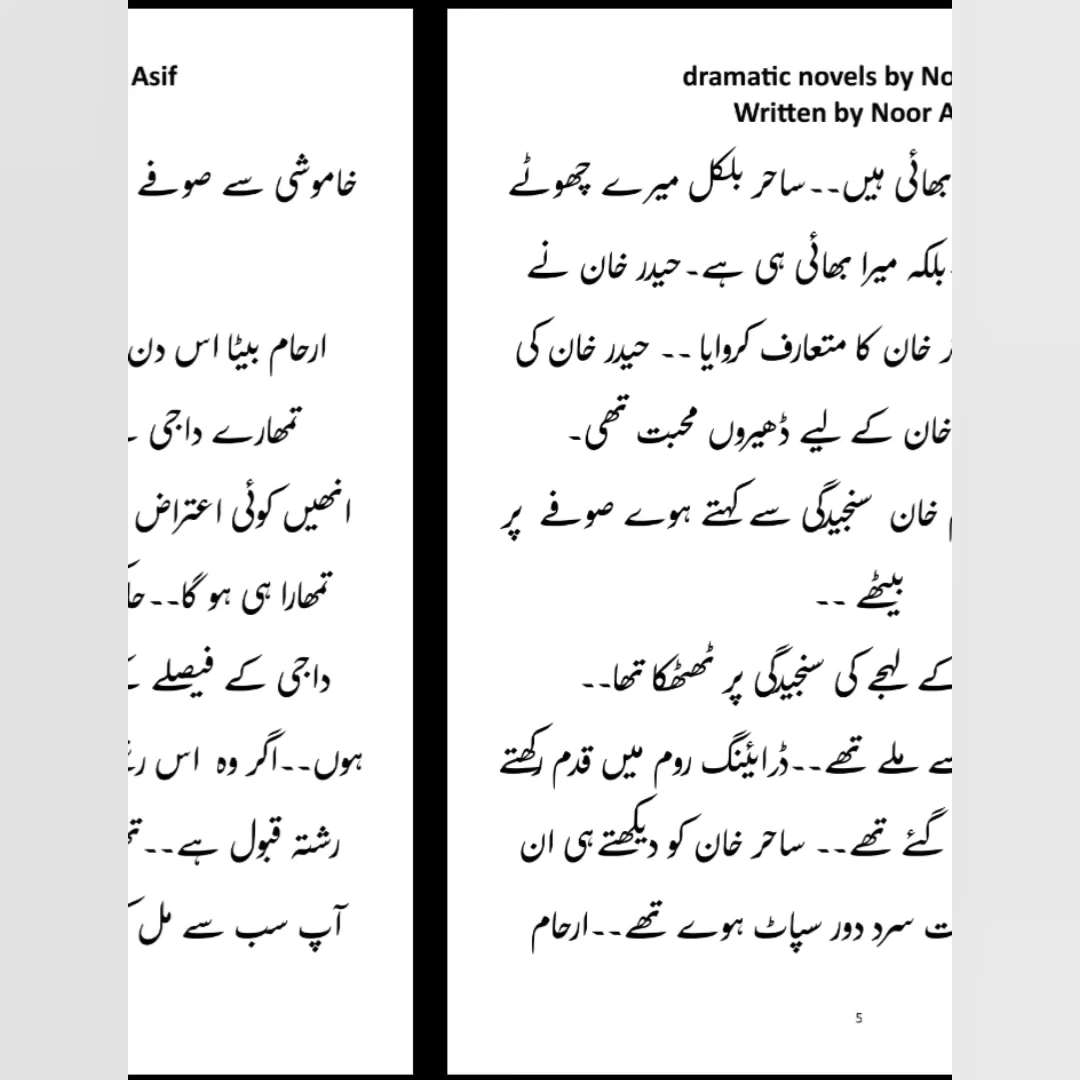 dramatic novels by No
Written by Noor A
بھائی ہیں۔۔ساحر بلکل میرے چھوٹے
بلکہ میرا بھائی ہی ہے۔حیدر خان نے
ر خان کا متعارف کروایا ۔۔ حیدر خان کی
خان کے لیے ڈھیروں محبت تھی۔
م خان سنجیدگی سے کہتے ہوے صوفے پر
بیٹھے ۔۔
کے لہجے کی سنجیدگی پر ٹھٹھکا تھا۔۔
سے ملے تھے۔۔ڈرائینگ روم میں قدم رکھتے
گئے تھے۔۔ ساحر خان کو دیکھتے ہی ان
ت سرد دور سپاٹ ہوے تھے۔۔ارحام
5
Asif
خاموشی سے صوفے
ارحام بیٹا اس دن
تمھارے داجی
انھیں کوئی اعتراض
تمھارا ہی ہو گا۔۔
داجی کے فیصلے
ہوں۔۔اگر وہ اس
رشتہ قبول ہے۔۔
آپ سب سے مل